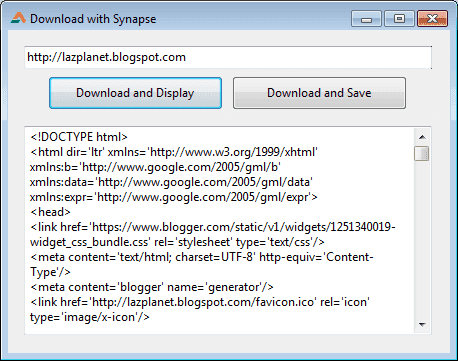 Download with Synapse
http://lazplanet.blogspot.com
Download and Display
Download and Save
<!DOCTYPE html>
<html dir='ltr' xmlns='http://www.w3.org/1999/xhtml'
xmlns:b='http://www.google.com/2005/gml/b'
xmlns:data='http://www.google.com/2005/gml/data'
xmlns:expr='http://www.google.com/2005/gml/expr'>
<head>
<link href='https://www.blogger.com/static/v1/widgets/1251340019-
widget_css_bundle.css' rel='stylesheet' type='text/css'/>
<meta content='text/html; charset=UTF-8' http-equiv='Content-
Type'/>
<meta content='blogger' name='generator'/>
<link href='http://lazplanet.blogspot.com/favicon.ico' rel='icon'
type='image/x-icon'/>